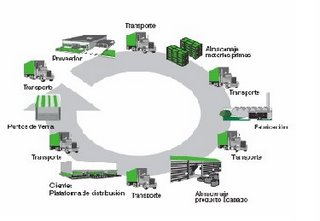 Transporte
Proveedor
Almacenaje
materias primas
Transporte
Transporte
Fabricación
Puntos de Venta
Transporte
Transporte
Cliente:
Plataforma de distribución
Transporte
Almacenaje
producto acabado